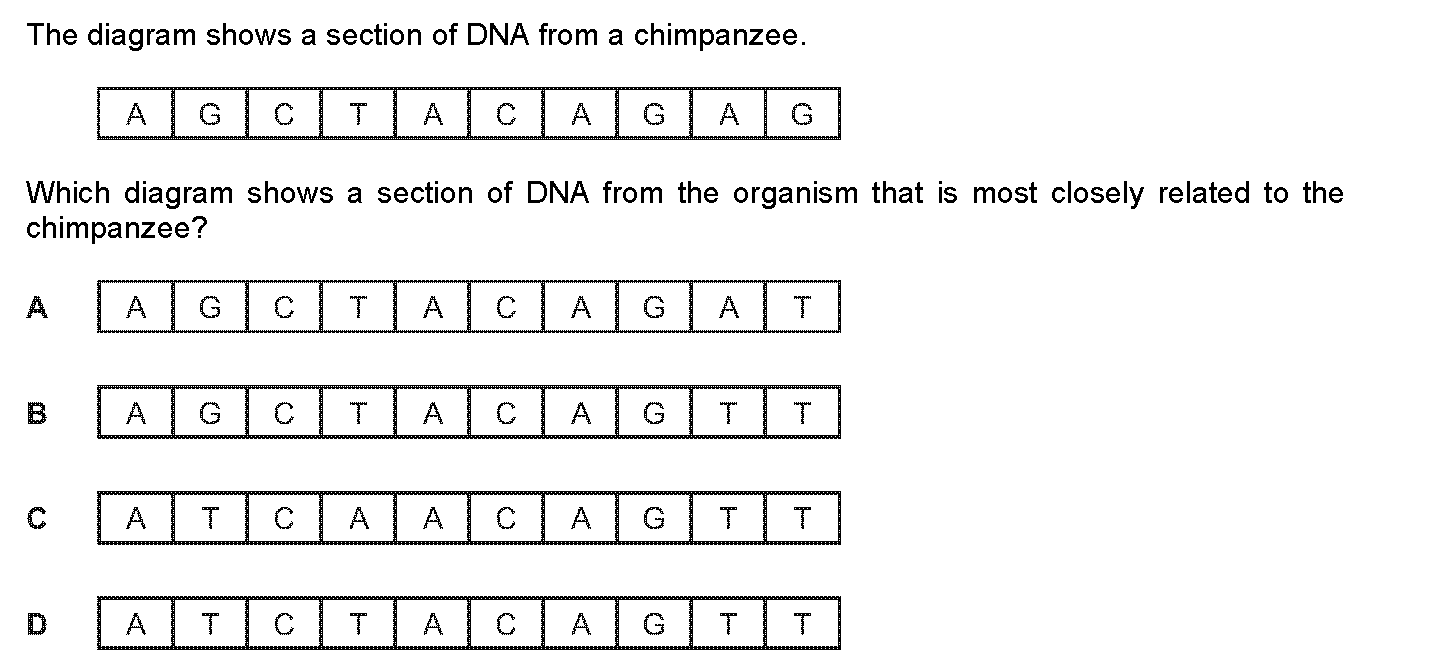 The diagram shows a section of DNA from a chimpanzee.
A G C T A C A G A G
Which diagram shows a section of DNA from the organism that is most closely related to the
chimpanzee?
A A G C T A C A G A T
B A G C T A C A G T T
C A T C A A C A G T T
D A T C T A C A G T T